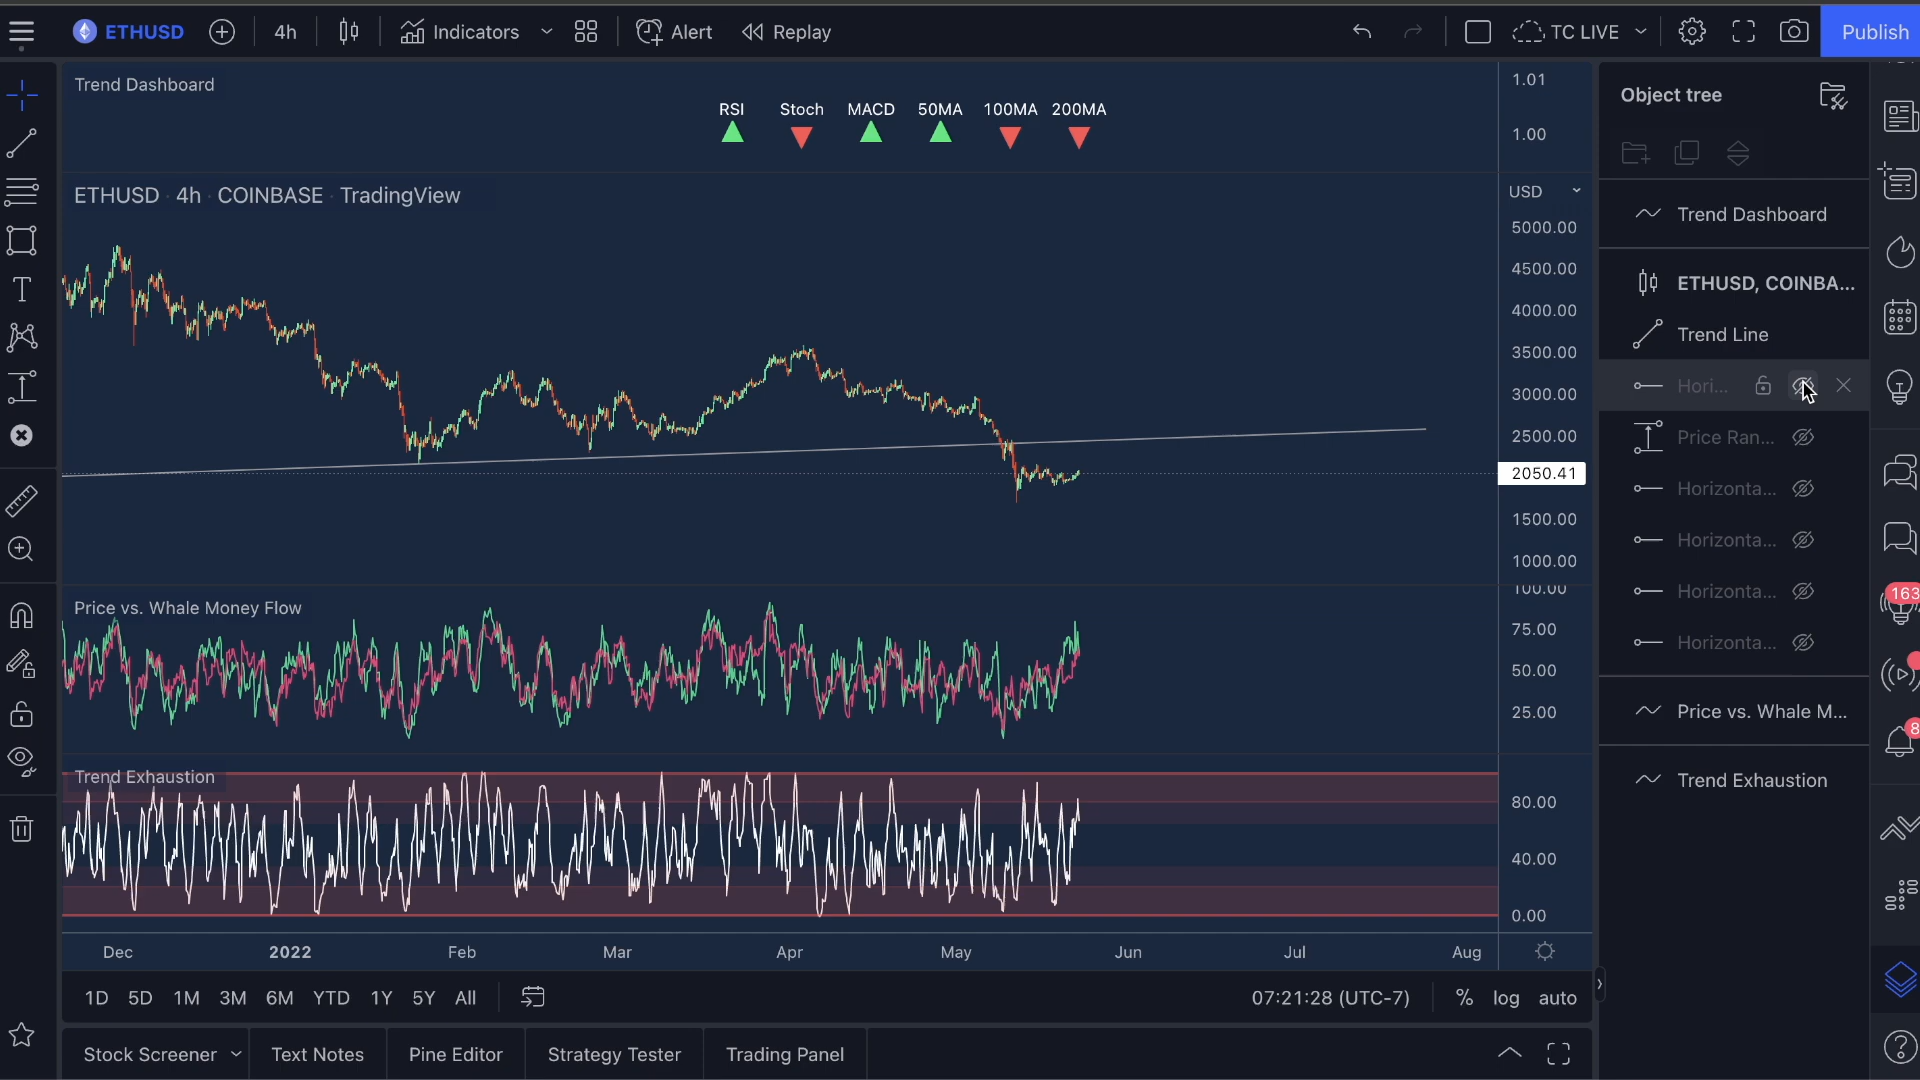 ETHUSD 4h Indicators Alert Replay TC LIVE Publish
Trend Dashboard
RSI Stoch MACD 50MA 100MA 200MA
1.01
1.00
ETHUSD 4h COINBASE TradingView
USD
5000.00
4500.00
4000.00
3500.00
3000.00
2500.00
2050.41
1500.00
1000.00
Price vs. Whale Money Flow
100.00
75.00
50.00
25.00
Trend Exhaustion
80.00
40.00
0.00
Dec 2022 Feb Mar Apr May Jun Jul Aug
1D 5D 1M 3M 6M YTD 1Y 5Y All
07:21:28 (UTC-7) % log auto
Stock Screener Text Notes Pine Editor Strategy Tester Trading Panel
Object tree
Trend Dashboard
ETHUSD, COINBA...
Trend Line
Hori...
Price Ran...
Horizonta...
Horizonta...
Horizonta...
Horizonta...
Price vs. Whale M...
Trend Exhaustion
163
8